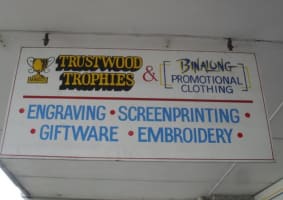 TRUSTWOOD
TROPHIES
&
BINALONG
PROMOTIONAL
CLOTHING
• ENGRAVING • SCREENPRINTING •
• GIFTWARE • EMBROIDERY •